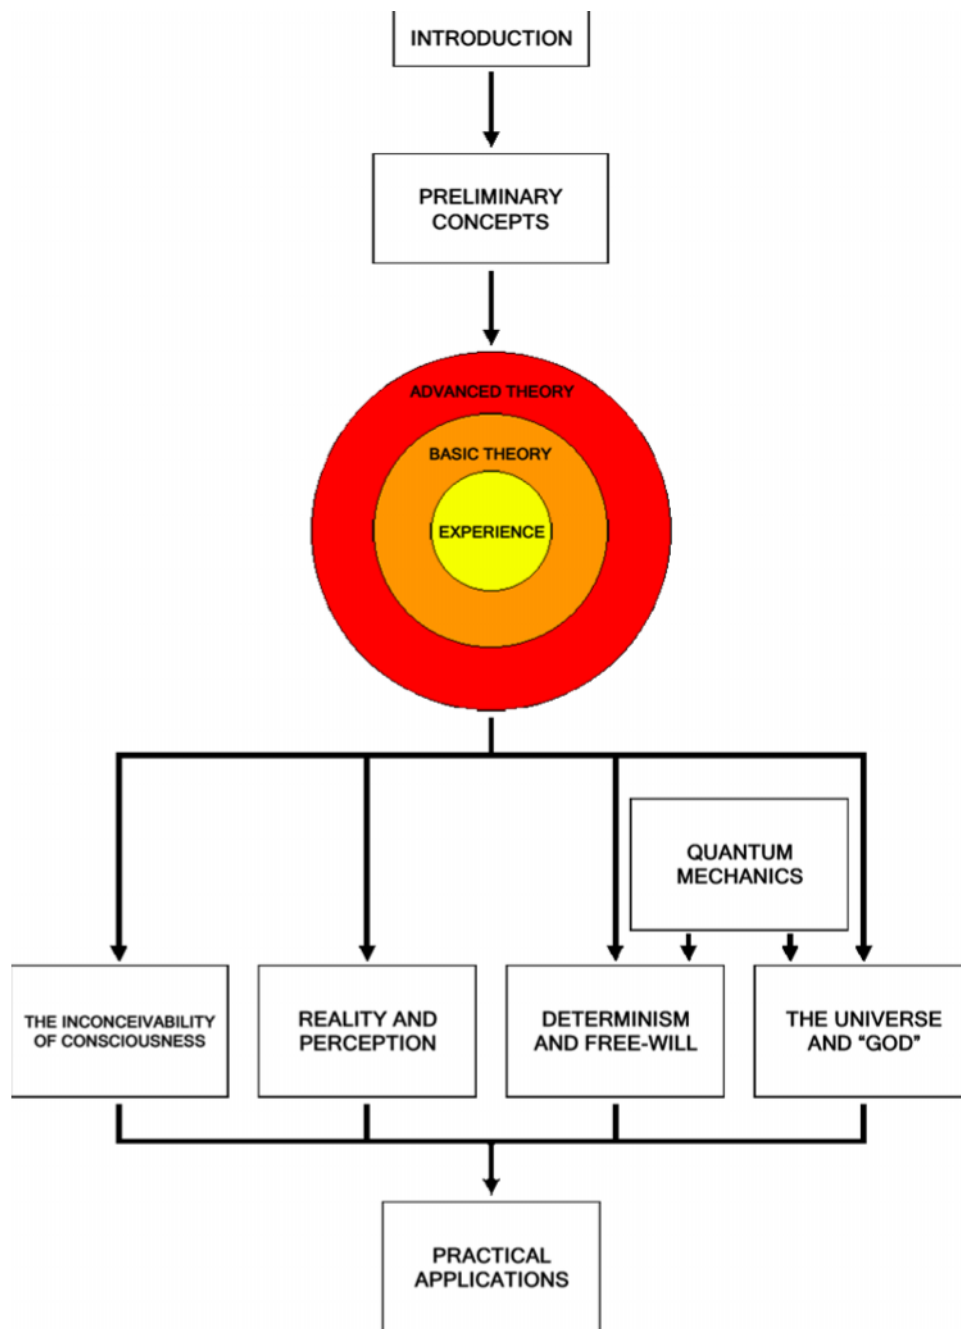 INTRODUCTION
PRELIMINARY
CONCEPTS
ADVANCED THEORY
BASIC THEORY
EXPERIENCE
QUANTUM
MECHANICS
THE INCONCEIVABILITY
OF CONSCIOUSNESS
REALITY AND
PERCEPTION
DETERMINISM
AND FREE-WILL
THE UNIVERSE
AND “GOD”
PRACTICAL
APPLICATIONS